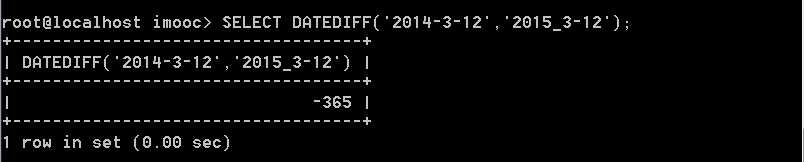 root@localhost imooc> SELECT DATEDIFF('2014-3-12','2015_3-12');
+-----------------------------------+
| DATEDIFF('2014-3-12','2015_3-12') |
+-----------------------------------+
|                              -365 |
+-----------------------------------+
1 row in set (0.00 sec)